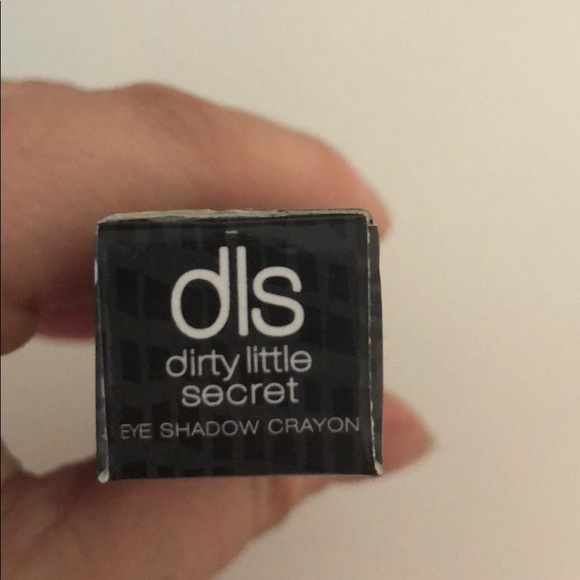 dls
dirty little
secret
EYE SHADOW CRAYON